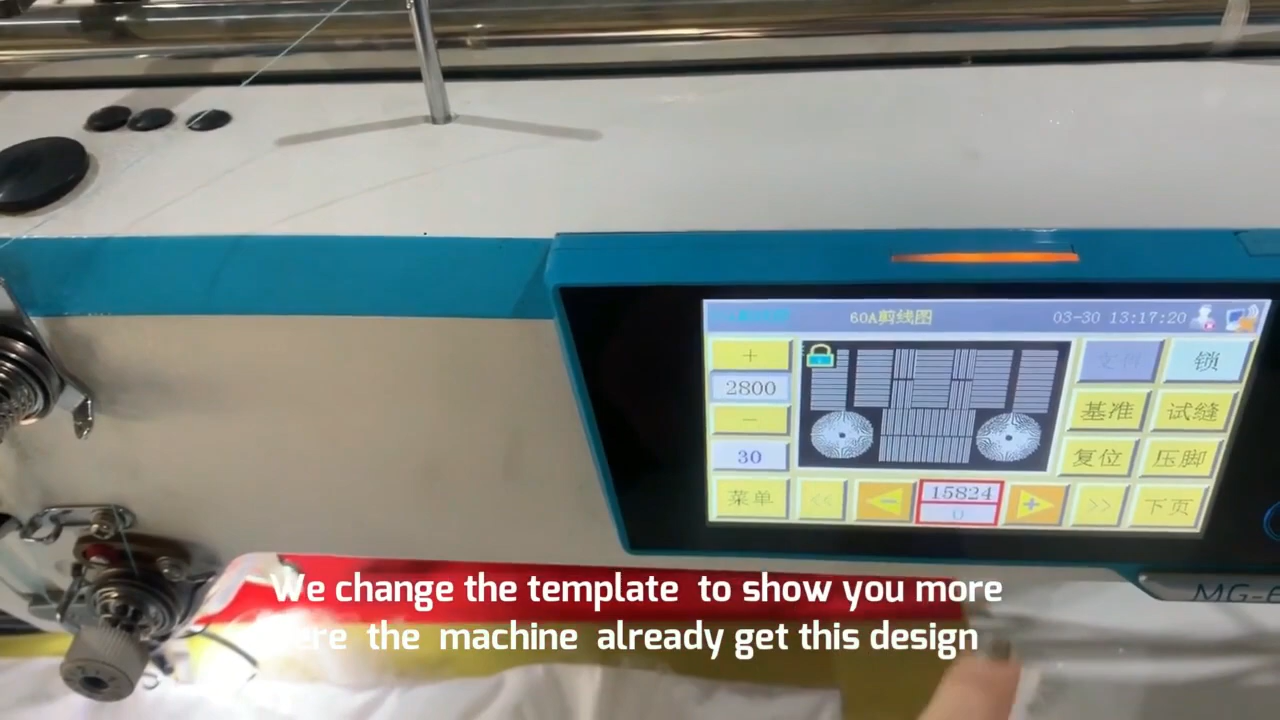 60A剪线图
03-30 13:17:20
+
2800
-
30
锁
基准
试缝
复位
压脚
菜单
<<
15824
+
>>
下页
MG-6
We change the template to show you more
the machine already get this design